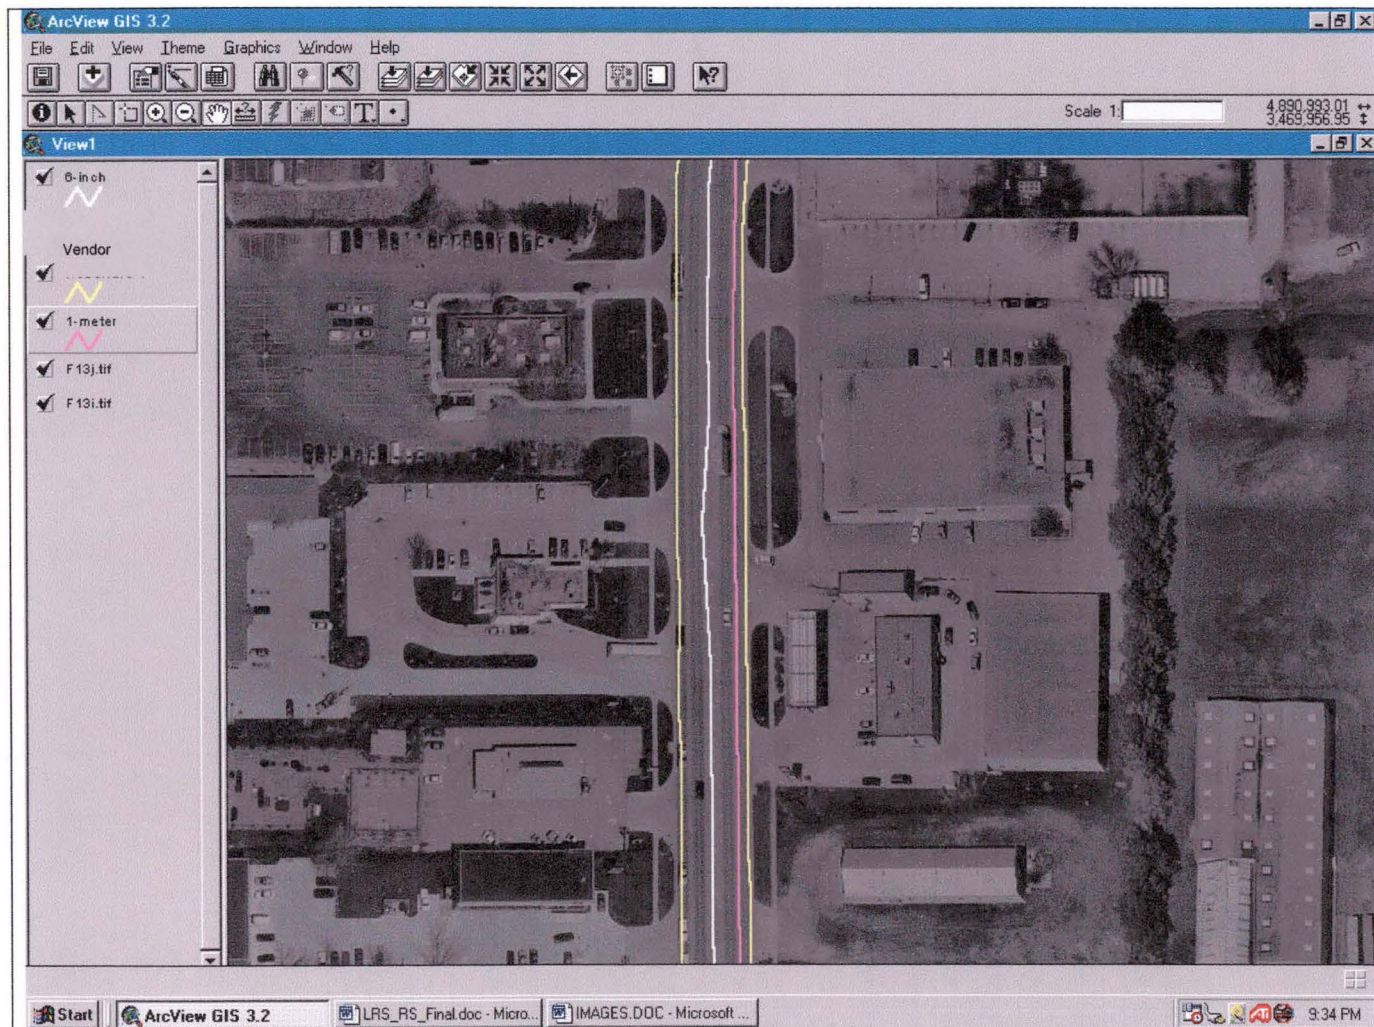 ArcView GIS 3.2
File Edit View Theme Graphics Window Help
Scale 1:
4,890,993.01
3,469,956.95
View1
6-inch
Vendor
1-meter
F13j.tif
F13i.tif
Start ArcView GIS 3.2 LRS_RS_Final.doc - Micro... IMAGES.DOC - Microsoft ... 9:34 PM